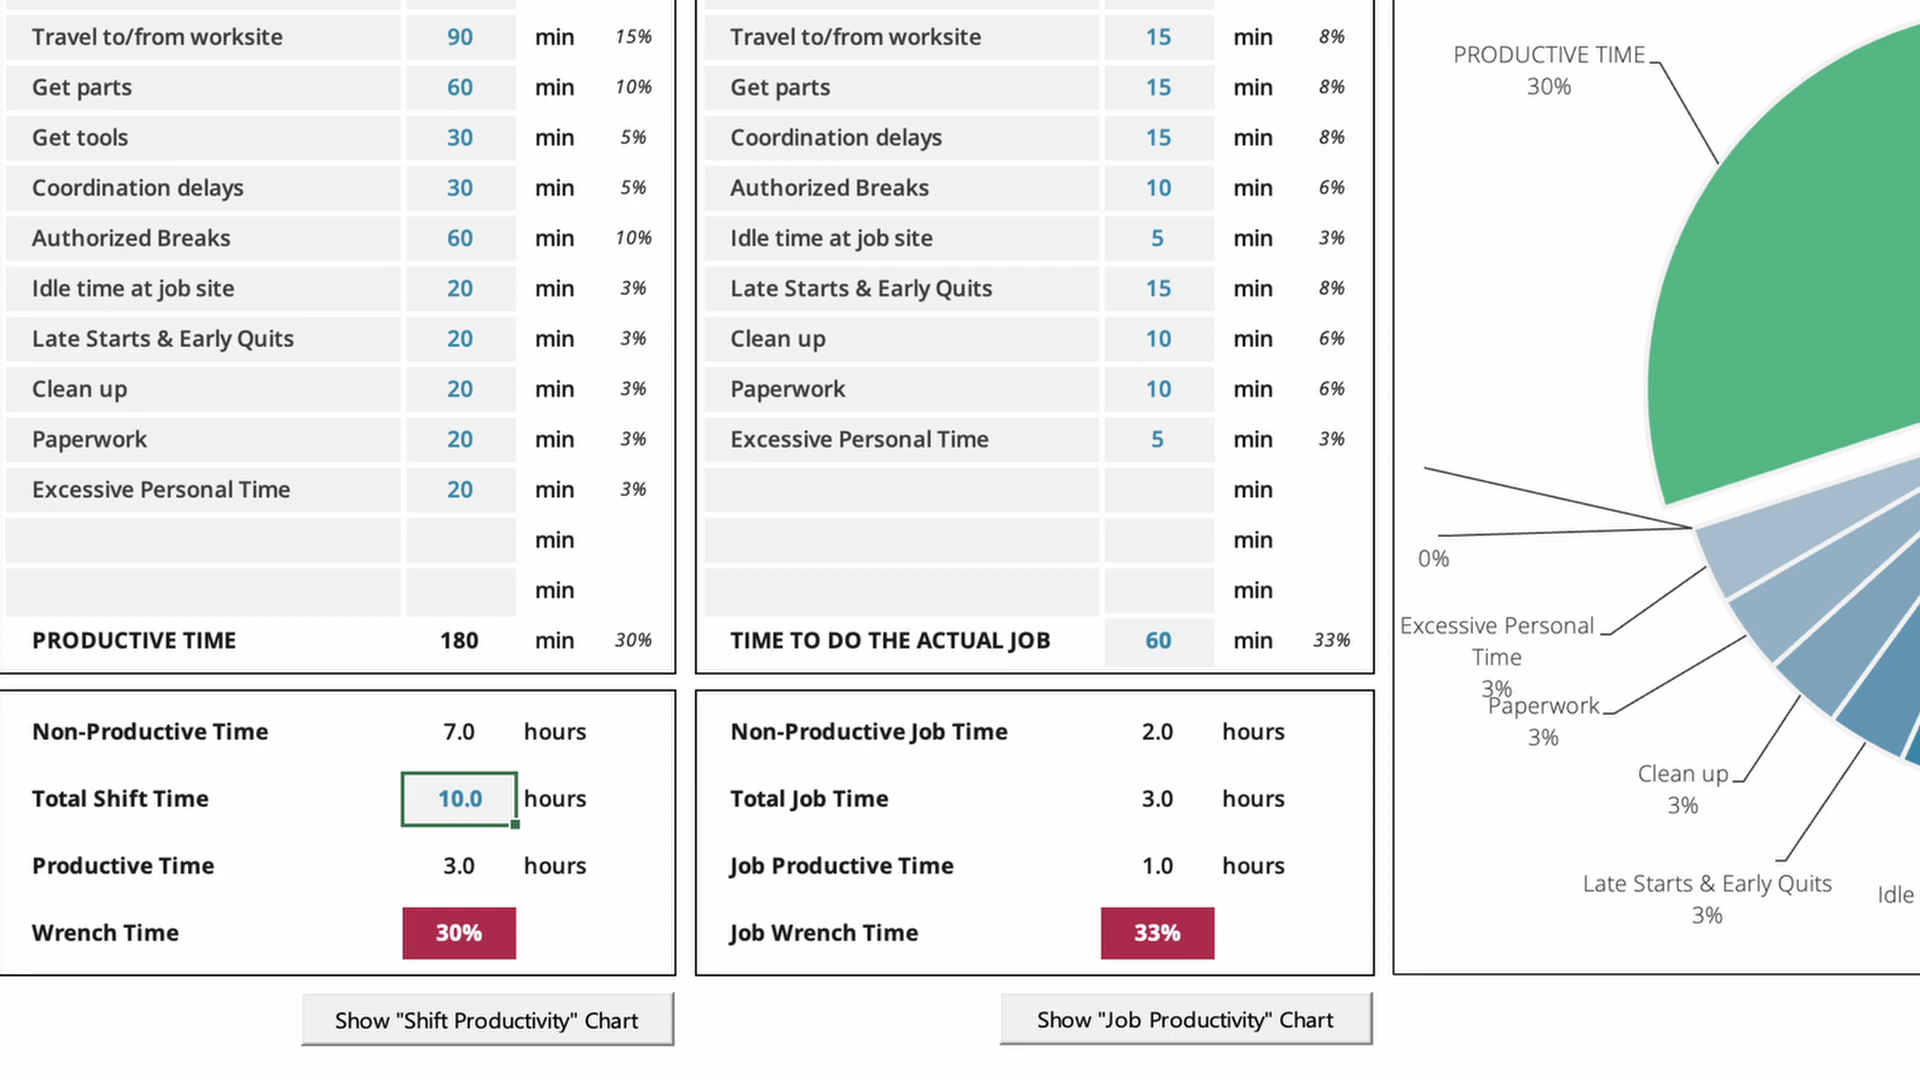 Travel to/from worksite 90 min 15%
Get parts 60 min 10%
Get tools 30 min 5%
Coordination delays 30 min 5%
Authorized Breaks 60 min 10%
Idle time at job site 20 min 3%
Late Starts & Early Quits 20 min 3%
Clean up 20 min 3%
Paperwork 20 min 3%
Excessive Personal Time 20 min 3%
min
min
PRODUCTIVE TIME 180 min 30%
Non-Productive Time 7.0 hours
Total Shift Time 10.0 hours
Productive Time 3.0 hours
Wrench Time 30%
Show "Shift Productivity" Chart
Travel to/from worksite 15 min 8%
Get parts 15 min 8%
Coordination delays 15 min 8%
Authorized Breaks 10 min 6%
Idle time at job site 5 min 3%
Late Starts & Early Quits 15 min 8%
Clean up 10 min 6%
Paperwork 10 min 6%
Excessive Personal Time 5 min 3%
min
min
min
TIME TO DO THE ACTUAL JOB 60 min 33%
Non-Productive Job Time 2.0 hours
Total Job Time 3.0 hours
Job Productive Time 1.0 hours
Job Wrench Time 33%
Show "Job Productivity" Chart
PRODUCTIVE TIME
30%
0%
Excessive Personal
Time
3%
Paperwork
3%
Clean up
3%
Late Starts & Early Quits
3%
Idle